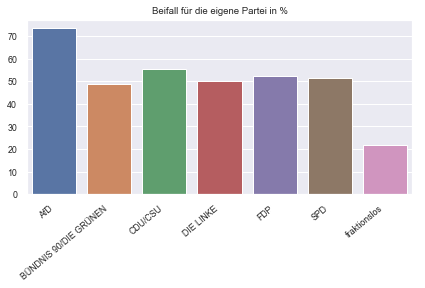 Beifall für die eigene Partei in %
70
60
50
40
30
20
10
0
AfD
BÜNDNIS 90/DIE GRÜNEN
CDU/CSU
DIE LINKE
FDP
SPD
fraktionslos